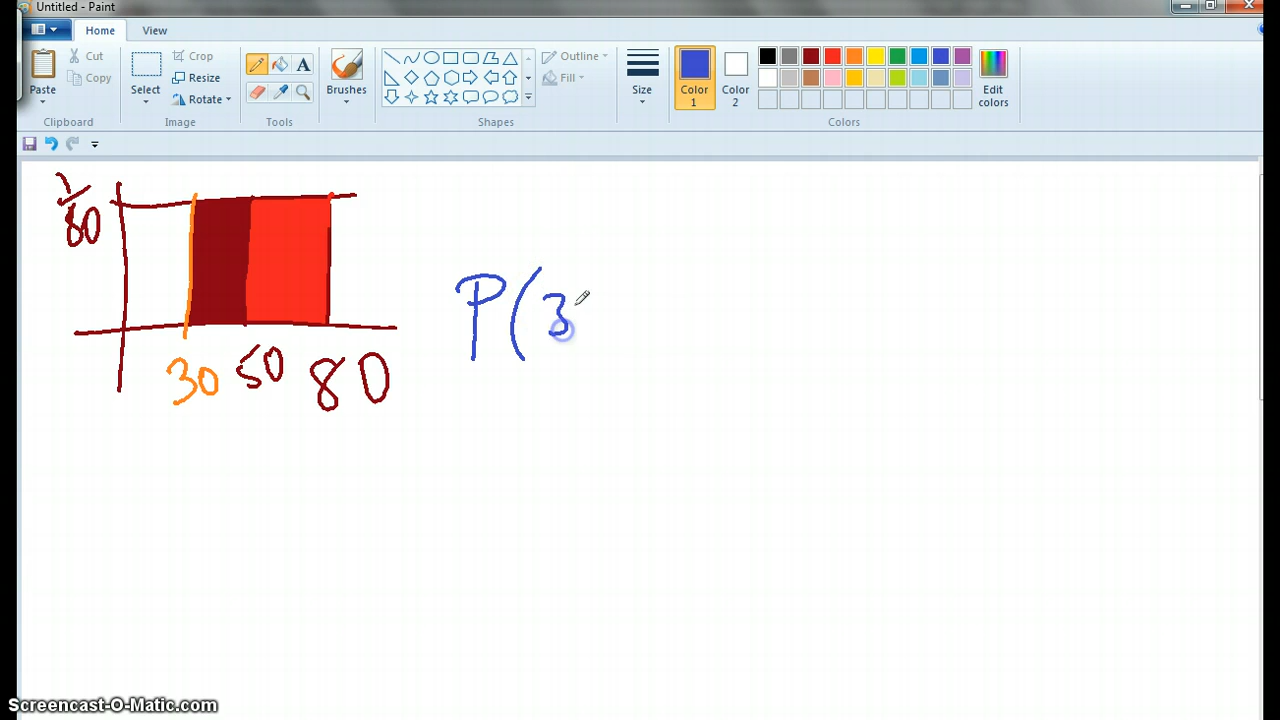 Untitled - Paint
Home View
Paste
Cut
Copy
Clipboard
Select
Crop
Resize
Rotate
Image
Tools
Brushes
Outline
Fill
Shapes
Size
Color 1
Color 2
Edit colors
Colors
1/80
30 50 80
P(3
Screencast-O-Matic.com